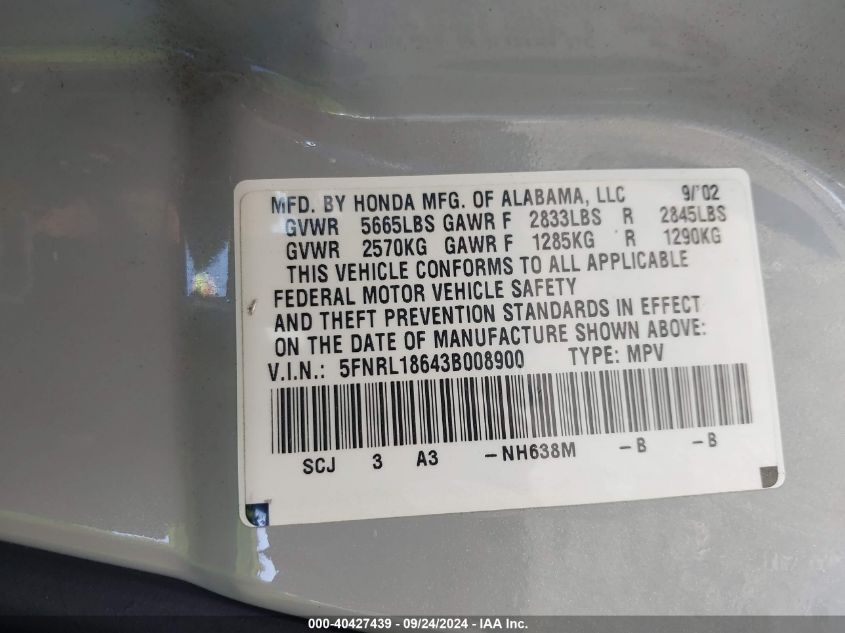 MFD. BY HONDA MFG. OF ALABAMA, LLC 9/'02
GVWR 5665LBS GAWR F 2833LBS R 2845LBS
GVWR 2570KG GAWR F 1285KG R 1290KG
THIS VEHICLE CONFORMS TO ALL APPLICABLE
FEDERAL MOTOR VEHICLE SAFETY
AND THEFT PREVENTION STANDARDS IN EFFECT
ON THE DATE OF MANUFACTURE SHOWN ABOVE:
V.I.N.: 5FNRL18643B008900 TYPE: MPV
SCJ 3 A3 -NH638M -B -B
000-40427439 - 09/24/2024 - IAA Inc.